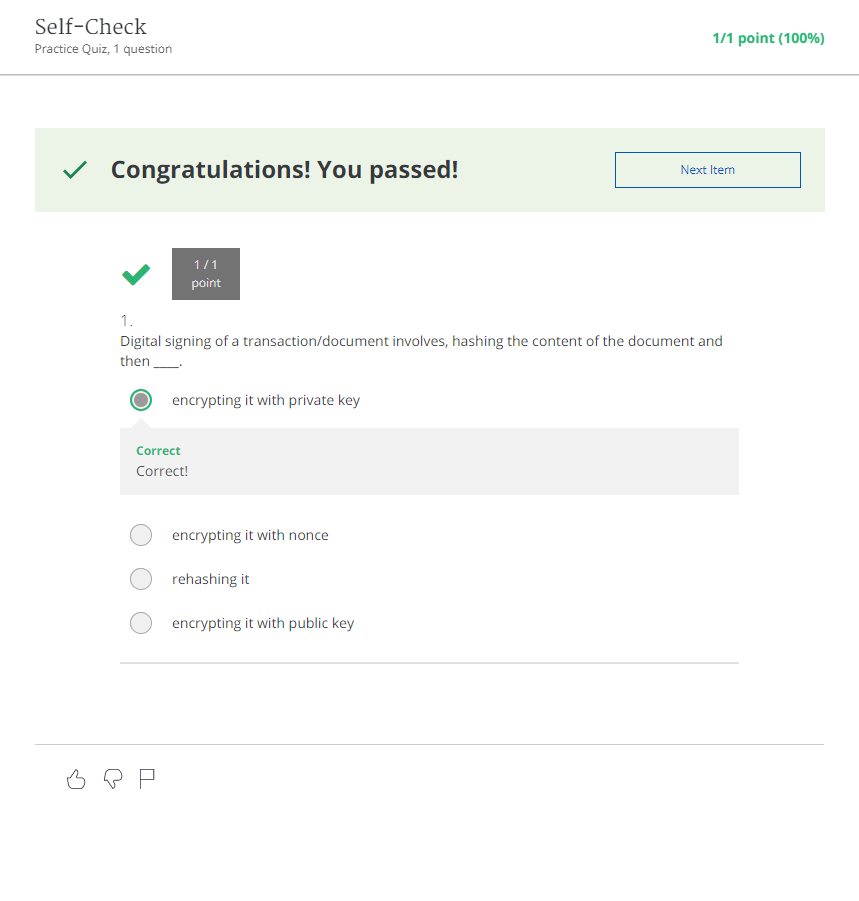 Self-Check
Practice Quiz, 1 question
1/1 point (100%)
Congratulations! You passed!
Next Item
1 / 1
point
1.
Digital signing of a transaction/document involves, hashing the content of the document and
then ____.
encrypting it with private key
Correct
Correct!
encrypting it with nonce
rehashing it
encrypting it with public key